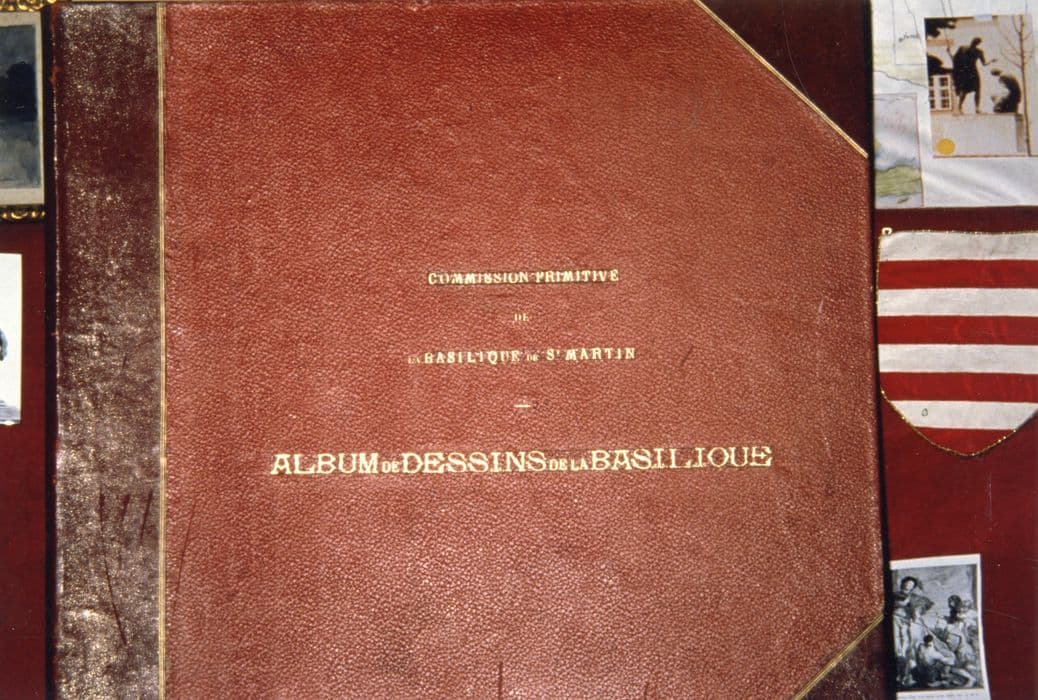 COMMISSION PRIMITIVE
DE
LA BASILIQUE DE St MARTIN
ALBUM DE DESSINS DE LA BASILIQUE